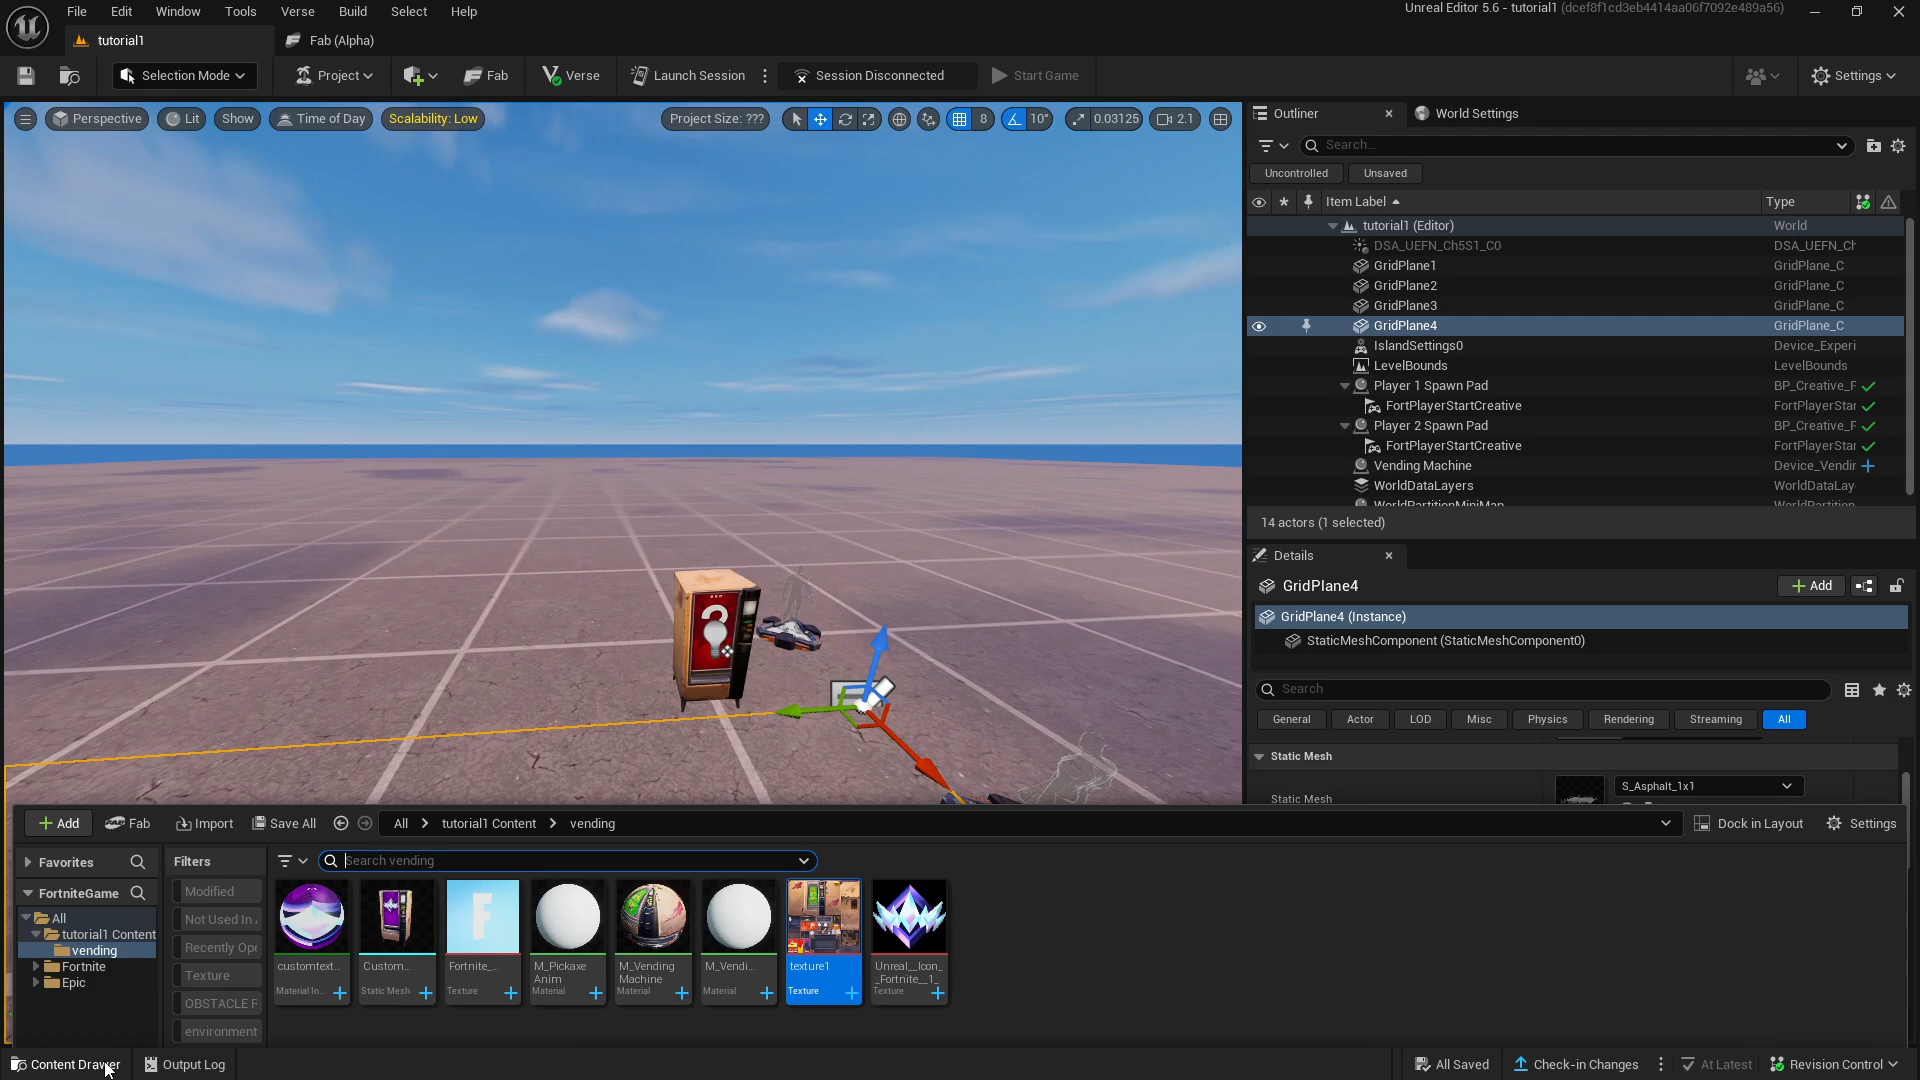 File Edit Window Tools Verse Build Select Help
Unreal Editor 5.6 - tutorial1 (dcef8f1cd3eb4414aa06f7092e489a56)
tutorial1
Fab (Alpha)
Selection Mode
Project
Fab
Verse
Launch Session
Session Disconnected
Start Game
Settings
Perspective
Lit
Show
Time of Day
Scalability: Low
Project Size: ???
8
10°
0.03125
2.1
Outliner
World Settings
Search...
Uncontrolled
Unsaved
Item Label
Type
tutorial1 (Editor) World
DSA_UEFN_Ch5S1_C0 DSA_UEFN_Cr
GridPlane1 GridPlane_C
GridPlane2 GridPlane_C
GridPlane3 GridPlane_C
GridPlane4 GridPlane_C
IslandSettings0 Device_Experi
LevelBounds LevelBounds
Player 1 Spawn Pad BP_Creative_F
FortPlayerStartCreative FortPlayerStar
Player 2 Spawn Pad BP_Creative_F
FortPlayerStartCreative FortPlayerStar
Vending Machine Device_Vendir
WorldDataLayers WorldDataLay
WorldPartitionMiniMap WorldPartition
14 actors (1 selected)
Details
GridPlane4
Add
GridPlane4 (Instance)
StaticMeshComponent (StaticMeshComponent0)
Search
General Actor LOD Misc Physics Rendering Streaming All
Static Mesh
Static Mesh
S_Asphalt_1x1
Add
Fab
Import
Save All
All
tutorial1 Content
vending
Dock in Layout
Settings
Favorites
FortniteGame
All
tutorial1 Content
vending
Fortnite
Epic
Filters
Modified
Not Used In
Recently Ope
Texture
OBSTACLE F
environment
Search vending
customtext...
Material In...
Custom...
Static Mesh
Fortnite_...
Texture
M_Pickaxe
Anim
Material
M_Vending
Machine
Material
M_Vendi...
Material
texture1
Texture
Unreal__Icon_
_Fortnite__1_
Texture
Content Drawer
Output Log
All Saved
Check-in Changes
At Latest
Revision Control